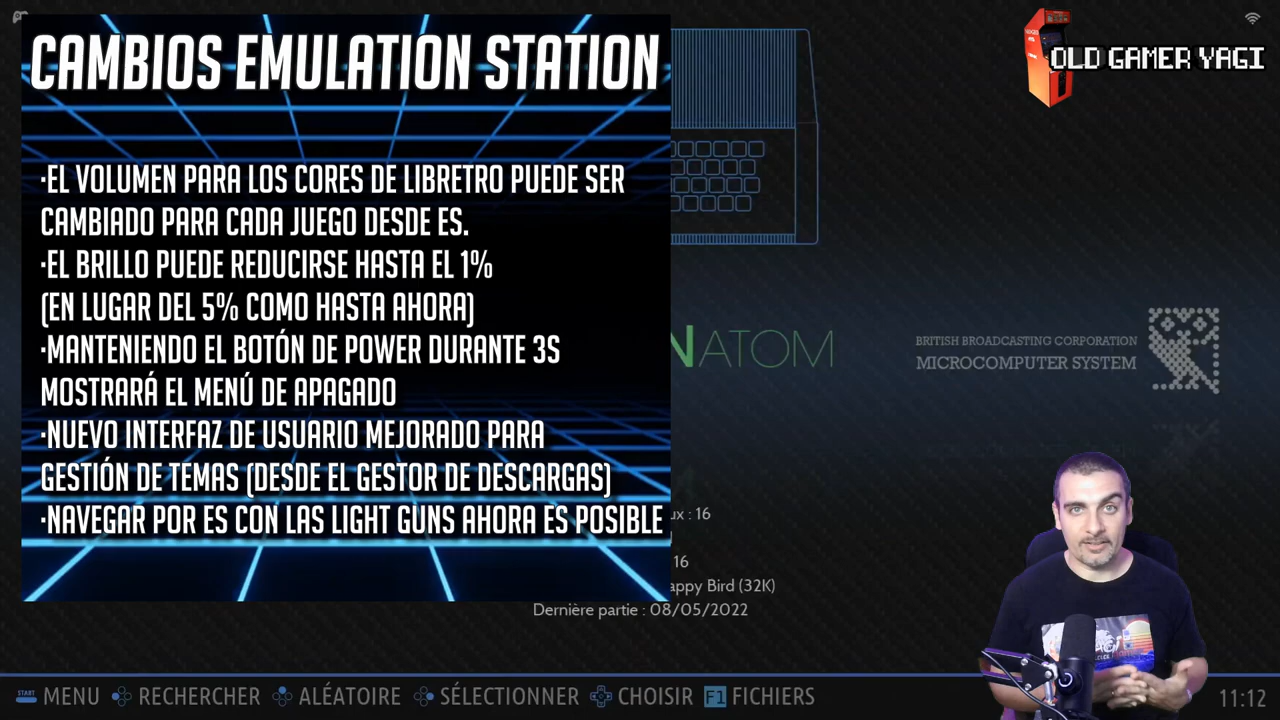 CAMBIOS EMULATION STATION
OLD GAMER YAGI
·EL VOLUMEN PARA LOS CORES DE LIBRETRO PUEDE SER
CAMBIADO PARA CADA JUEGO DESDE ES.
·EL BRILLO PUEDE REDUCIRSE HASTA EL 1%
(EN LUGAR DEL 5% COMO HASTA AHORA)
·MANTENIENDO EL BOTÓN DE POWER DURANTE 3S
MOSTRARÁ EL MENÚ DE APAGADO
·NUEVO INTERFAZ DE USUARIO MEJORADO PARA
GESTIÓN DE TEMAS (DESDE EL GESTOR DE DESCARGAS)
·NAVEGAR POR ES CON LAS LIGHT GUNS AHORA ES POSIBLE
NATOM
BRITISH BROADCASTING CORPORATION
MICROCOMPUTER SYSTEM
ux : 16
16
appy Bird (32K)
Dernière partie : 08/05/2022
START MENU RECHERCHER ALÉATOIRE SÉLECTIONNER CHOISIR F1 FICHIERS 11:12